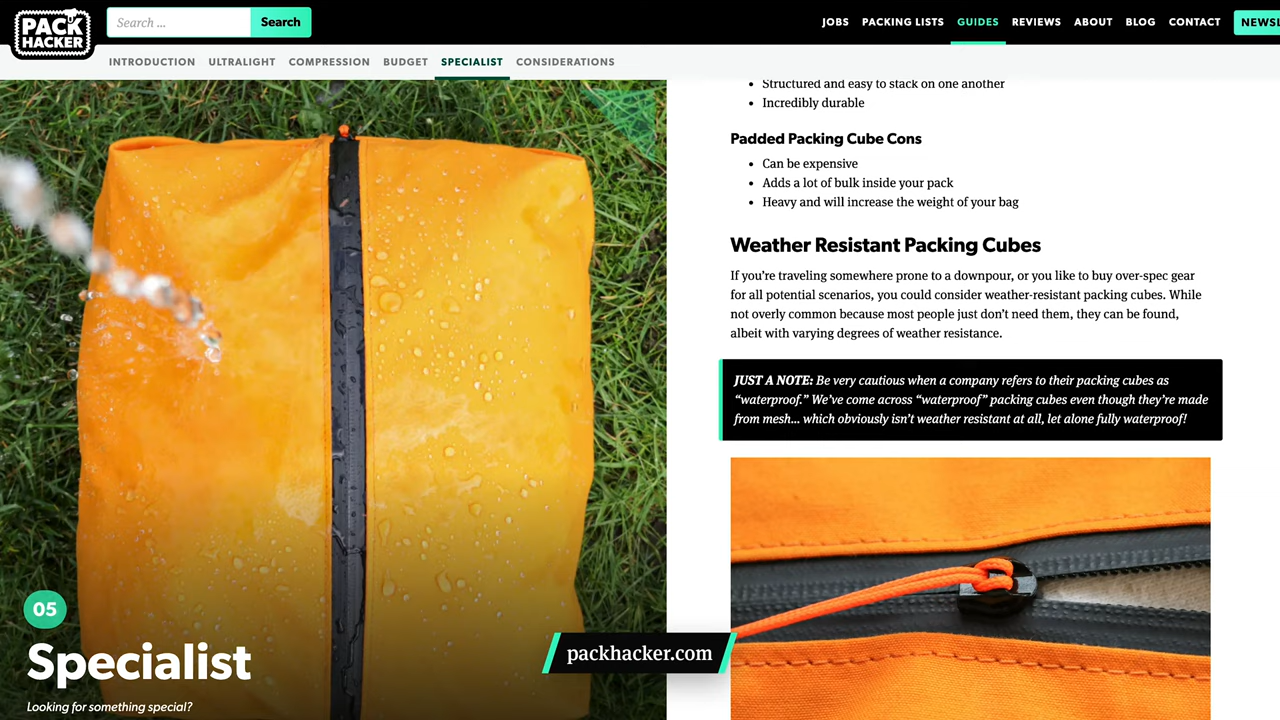 PACK
HACKER
Search ...
Search
JOBS
PACKING LISTS
GUIDES
REVIEWS
ABOUT
BLOG
CONTACT
NEWSL
INTRODUCTION
ULTRALIGHT
COMPRESSION
BUDGET
SPECIALIST
CONSIDERATIONS
05
Specialist
Looking for something special?
• Structured and easy to stack on one another
• Incredibly durable
Padded Packing Cube Cons
• Can be expensive
• Adds a lot of bulk inside your pack
• Heavy and will increase the weight of your bag
Weather Resistant Packing Cubes
If you’re traveling somewhere prone to a downpour, or you like to buy over-spec gear
for all potential scenarios, you could consider weather-resistant packing cubes. While
not overly common because most people just don’t need them, they can be found,
albeit with varying degrees of weather resistance.
JUST A NOTE: Be very cautious when a company refers to their packing cubes as
“waterproof.” We’ve come across “waterproof” packing cubes even though they’re made
from mesh... which obviously isn’t weather resistant at all, let alone fully waterproof!
packhacker.com